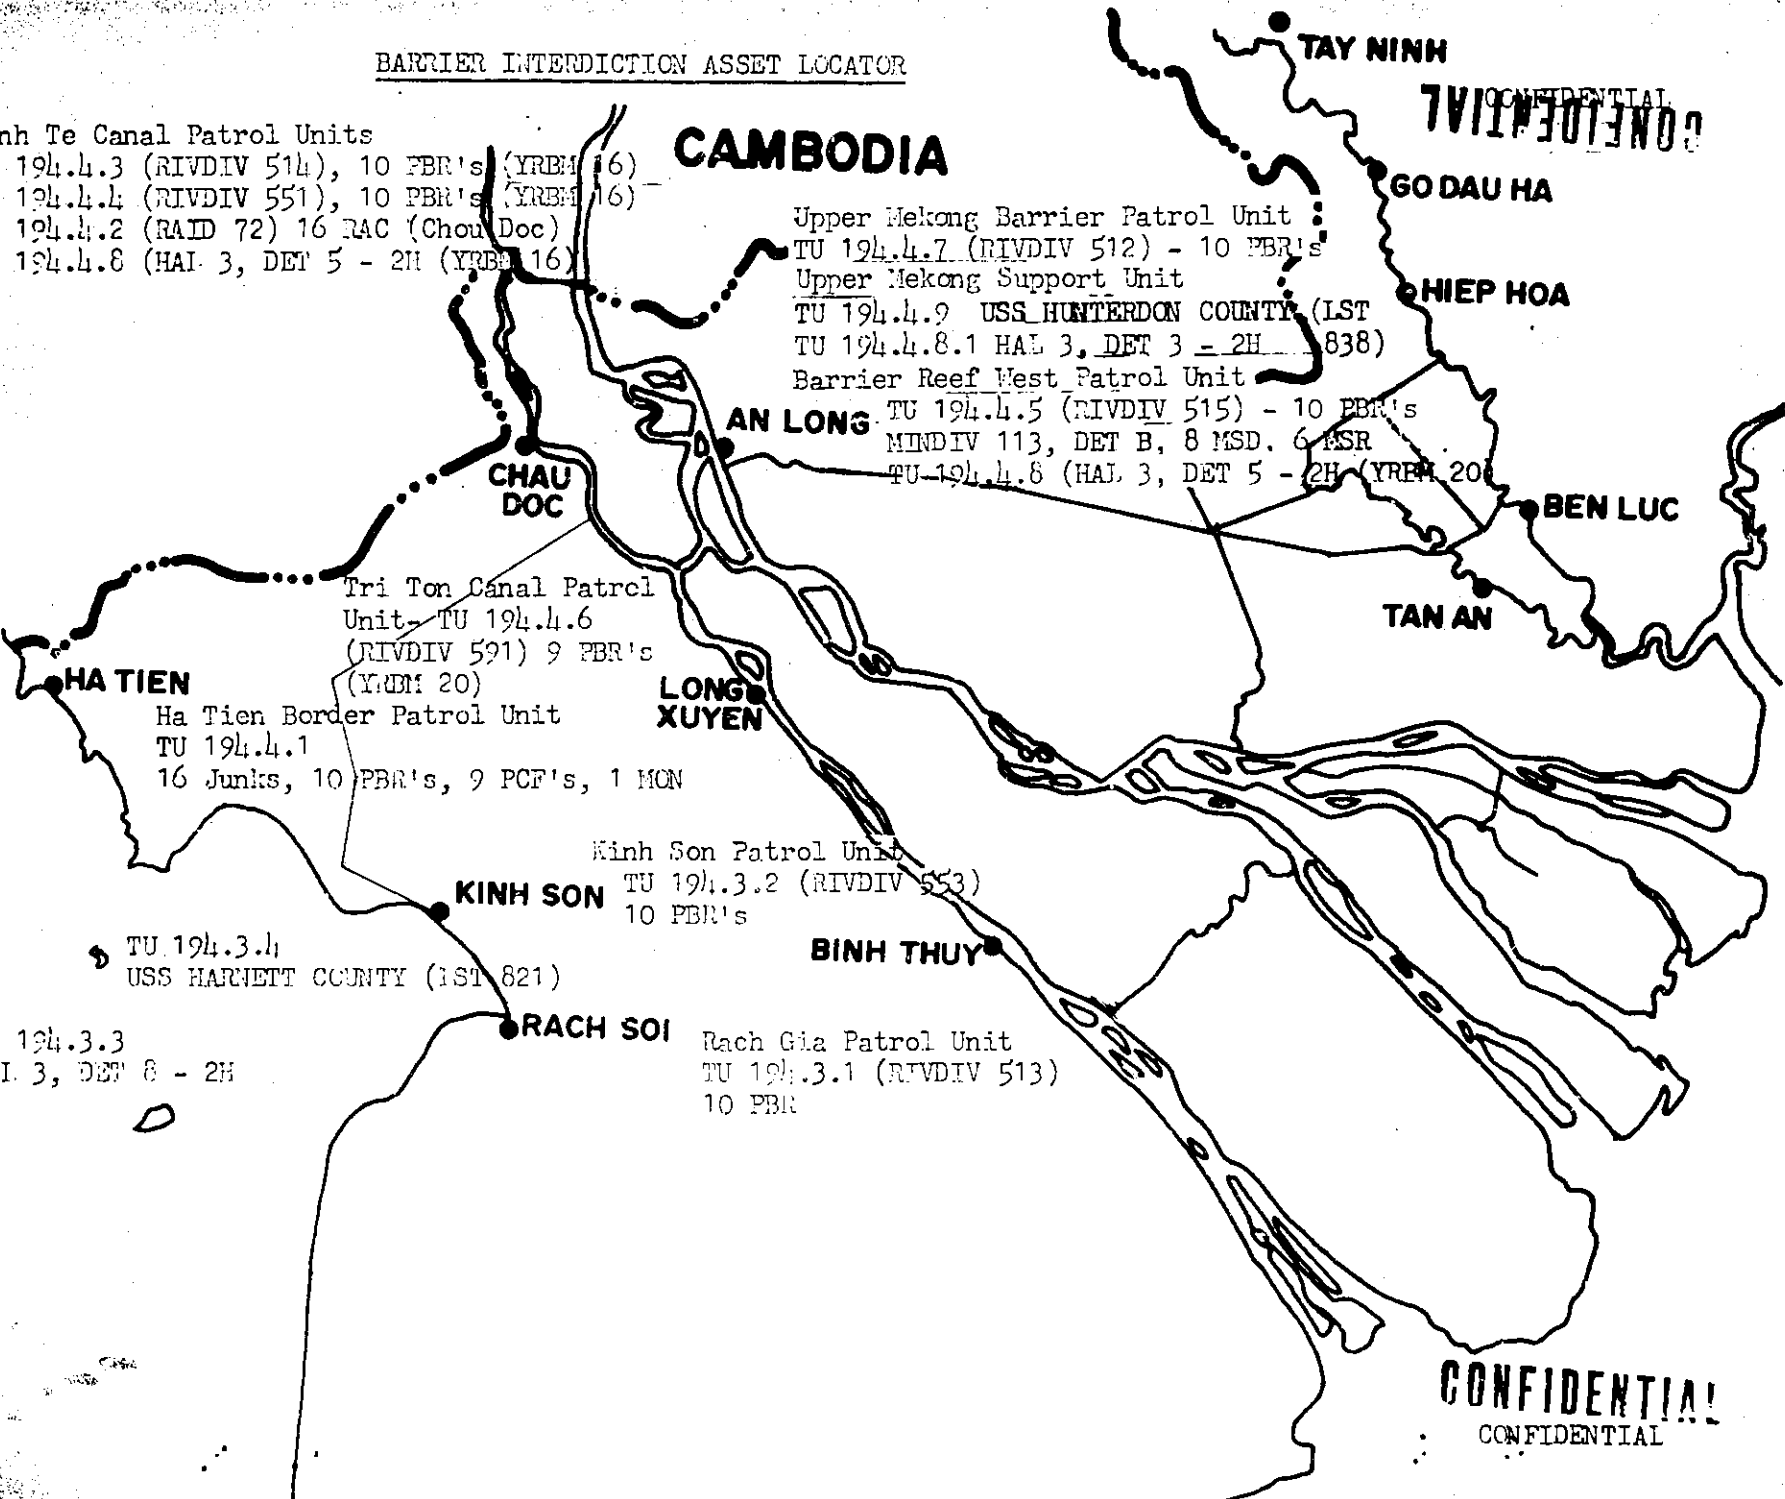 BARRIER INTERDICTION ASSET LOCATOR
TAY NINH
CONFIDENTIAL
CONFIDENTIAL
nh Te Canal Patrol Units
194.4.3 (RIVDIV 514), 10 PBR's (YRBM 16)
194.4.4 (RIVDIV 551), 10 PBR's (YRBM 16)
194.4.2 (RAID 72) 16 RAC (Chou Doc)
194.4.8 (HAL 3, DET 5 - 2H (YRBM 16)
CAMBODIA
GO DAU HA
Upper Mekong Barrier Patrol Unit
TU 194.4.7 (RIVDIV 512) - 10 PBR's
Upper Mekong Support Unit
TU 194.4.9 USS HUNTERDON COUNTY (LST
TU 194.4.8.1 HAL 3, DET 3 - 2H 838)
HIEP HOA
Barrier Reef West Patrol Unit
TU 194.4.5 (RIVDIV 515) - 10 PBR's
MINDIV 113, DET B, 8 MSD. 6 MSR
TU 194.4.8 (HAL 3, DET 5 - 2H (YRBM 20)
AN LONG
CHAU
DOC
BEN LUC
TAN AN
Tri Ton Canal Patrol
Unit- TU 194.4.6
(RIVDIV 591) 9 PBR's
(YRBM 20)
HA TIEN
LONG
XUYEN
Ha Tien Border Patrol Unit
TU 194.4.1
16 Junks, 10 PBR's, 9 PCF's, 1 MON
Kinh Son Patrol Unit
TU 194.3.2 (RIVDIV 553)
10 PBR's
KINH SON
TU 194.3.4
USS HARNETT COUNTY (LST 821)
BINH THUY
RACH SOI
194.3.3
L 3, DET 8 - 2H
Rach Gia Patrol Unit
TU 194.3.1 (RIVDIV 513)
10 PBR
CONFIDENTIAL
CONFIDENTIAL